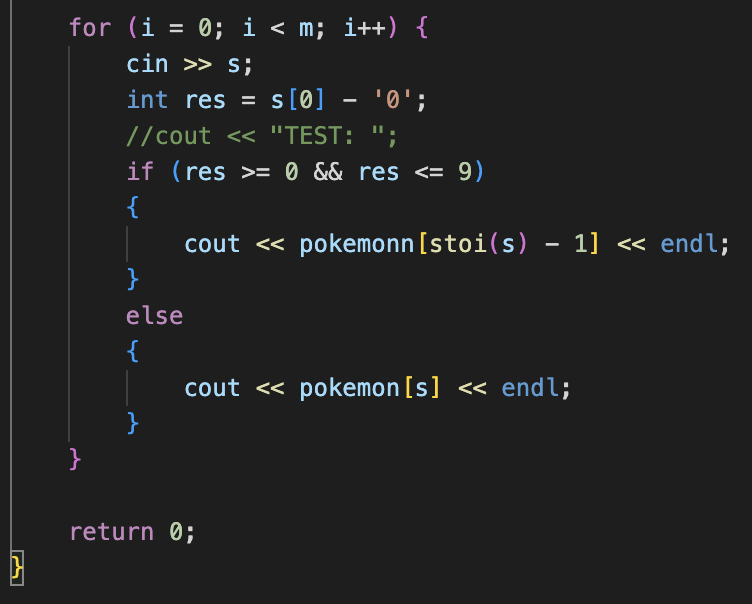 for (i = 0; i < m; i++) {
cin >> s;
int res = s[0] - '0';
//cout << "TEST: ";
if (res >= 0 && res <= 9)
{
cout << pokemonn[stoi(s) - 1] << endl;
}
else
{
cout << pokemon[s] << endl;
}
}
return 0;
}